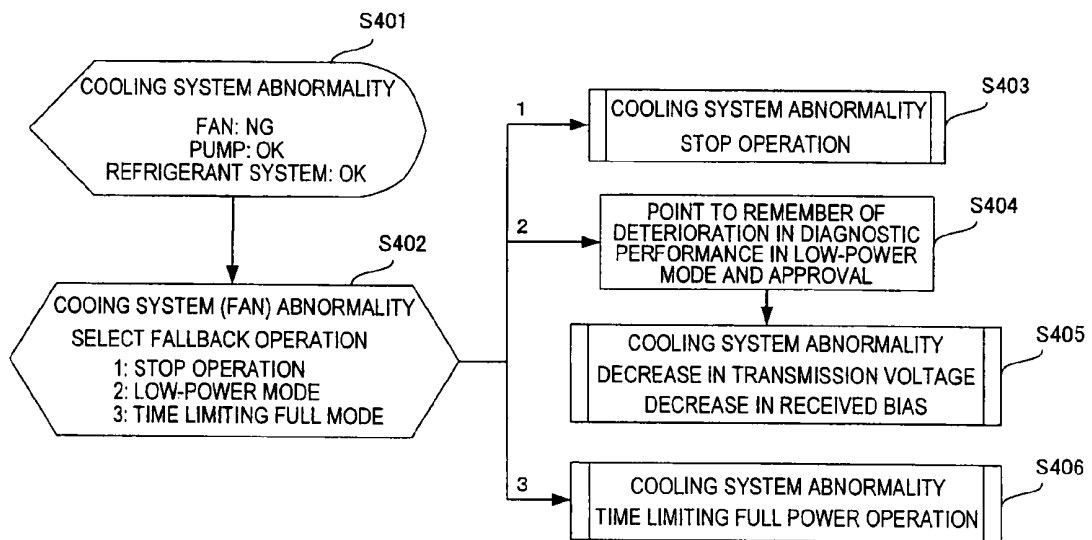 S401
COOLING SYSTEM ABNORMALITY
FAN: NG
PUMP: OK
REFRIGERANT SYSTEM: OK
S402
COOING SYSTEM (FAN) ABNORMALITY
SELECT FALLBACK OPERATION
1: STOP OPERATION
2: LOW-POWER MODE
3: TIME LIMITING FULL MODE
1
S403
COOLING SYSTEM ABNORMALITY
STOP OPERATION
2
S404
POINT TO REMEMBER OF
DETERIORATION IN DIAGNOSTIC
PERFORMANCE IN LOW-POWER
MODE AND APPROVAL
S405
COOLING SYSTEM ABNORMALITY
DECREASE IN TRANSMISSION VOLTAGE
DECREASE IN RECEIVED BIAS
3
S406
COOLING SYSTEM ABNORMALITY
TIME LIMITING FULL POWER OPERATION